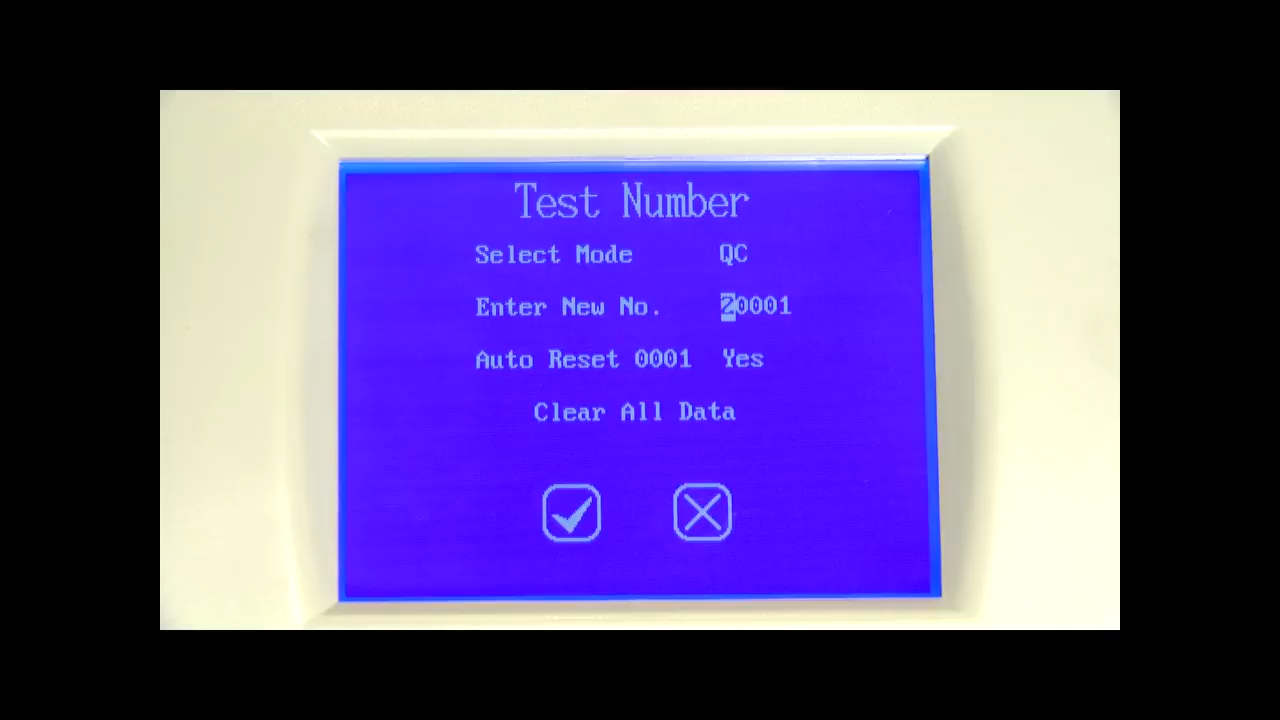 Test Number
Select Mode QC
Enter New No. 20001
Auto Reset 0001 Yes
Clear All Data